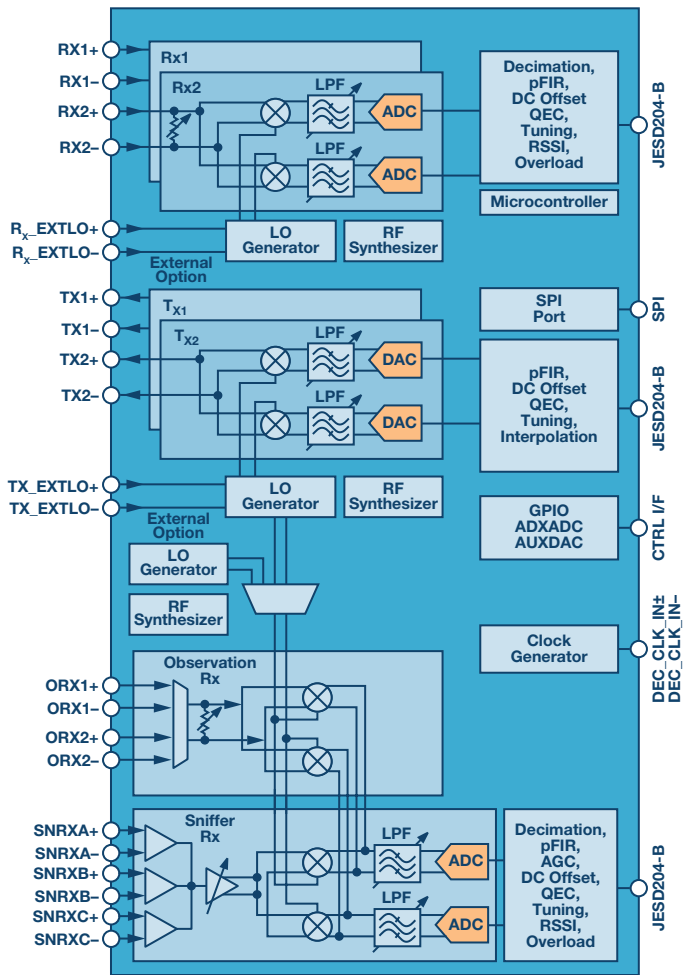 RX1+
RX1–
RX2+
RX2–
Rx1
Rx2
LPF
ADC
LPF
ADC
Decimation,
pFIR,
DC Offset
QEC,
Tuning,
RSSI,
Overload
JESD204-B
Microcontroller
RX_EXTLO+
RX_EXTLO–
External
Option
LO
Generator
RF
Synthesizer
TX1+
TX1–
TX2+
TX2–
TX1
TX2
LPF
DAC
LPF
DAC
SPI
Port
SPI
pFIR,
DC Offset
QEC,
Tuning,
Interpolation
JESD204-B
TX_EXTLO+
TX_EXTLO–
External
Option
LO
Generator
RF
Synthesizer
GPIO
ADXADC
AUXDAC
CTRL I/F
LO
Generator
RF
Synthesizer
Clock
Generator
DEC_CLK_IN±
DEC_CLK_IN–
Observation
Rx
ORX1+
ORX1–
ORX2+
ORX2–
Sniffer
Rx
SNRXA+
SNRXA–
SNRXB+
SNRXB–
SNRXC+
SNRXC–
LPF
ADC
LPF
ADC
Decimation,
pFIR,
AGC,
DC Offset,
QEC,
Tuning,
RSSI,
Overload
JESD204-B